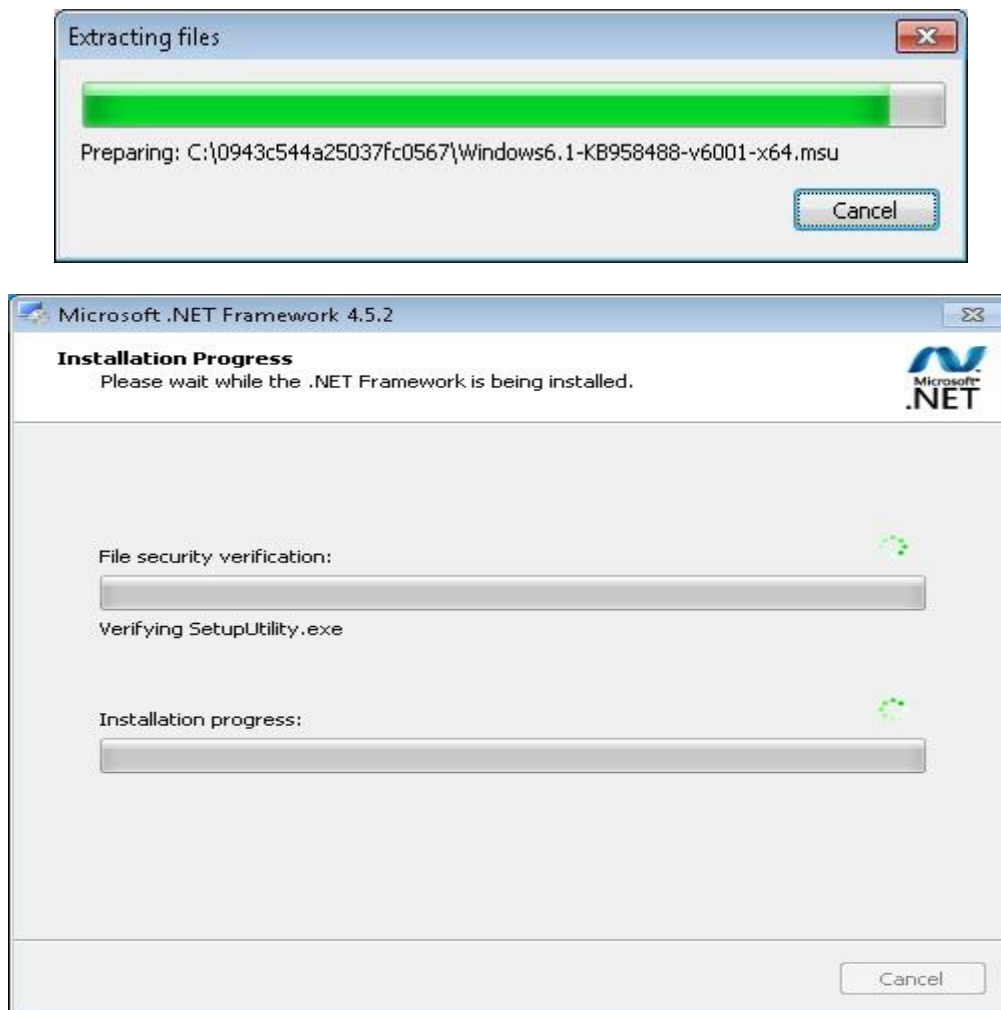 Extracting files
Preparing: C:\0943c544a25037fc0567\Windows6.1-KB958488-v6001-x64.msu
Cancel
Microsoft .NET Framework 4.5.2
Installation Progress
Please wait while the .NET Framework is being installed.
Microsoft
.NET
File security verification:
Verifying SetupUtility.exe
Installation progress:
Cancel